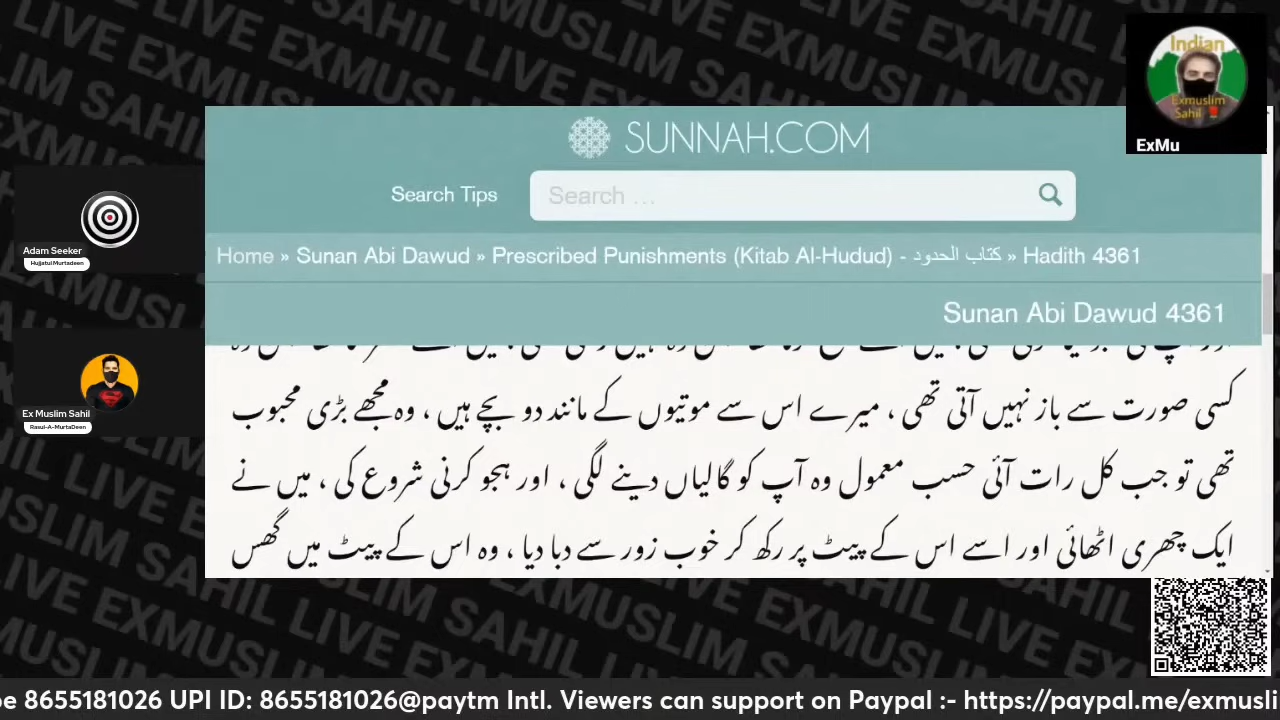 Indian
Exmuslim
Sahil
ExMu
SUNNAH.COM
Search Tips
Search ...
Home » Sunan Abi Dawud » Prescribed Punishments (Kitab Al-Hudud) - كتاب الحدود » Hadith 4361
Sunan Abi Dawud 4361
کسی صورت سے باز نہیں آتی تھی ، میرے اس سے موتیوں کے مانند دو بچے ہیں ، وہ مجھے بڑی محبوب
تھی تو جب کل رات آئی حسب معمول وہ آپ کو گالیاں دینے لگی ، اور ہجو کرنی شروع کی ، میں نے
ایک چھری اٹھائی اور اسے اس کے پیٹ پر رکھ کر خوب زور سے دبا دیا ، وہ اس کے پیٹ میں گھس
Adam Seeker
Hujjatul Murtadeen
Ex Muslim Sahil
Rasul-A-MurtaDeen
8655181026 UPI ID: 8655181026@paytm Intl. Viewers can support on Paypal :- https://paypal.me/exmusli